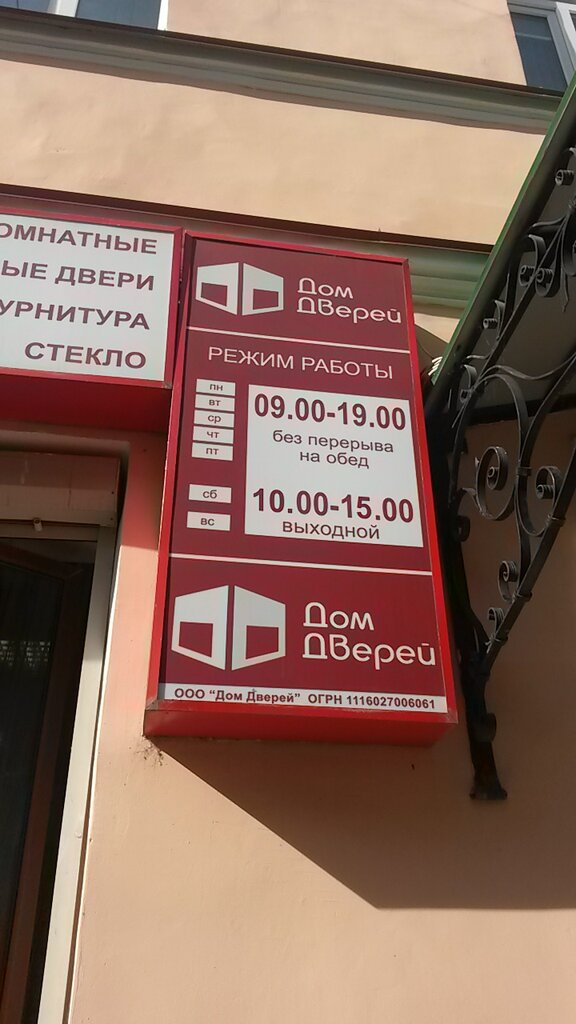 ОМНАТНЫЕ
ЫЕ ДВЕРИ
УРНИТУРА
СТЕКЛО
Дом
Дверей
РЕЖИМ РАБОТЫ
пн
вт
ср
чт
пт
09.00-19.00
без перерыва
на обед
сб
10.00-15.00
вс
выходной
Дом
Дверей
ООО "Дом Дверей" ОГРН 1116027006061